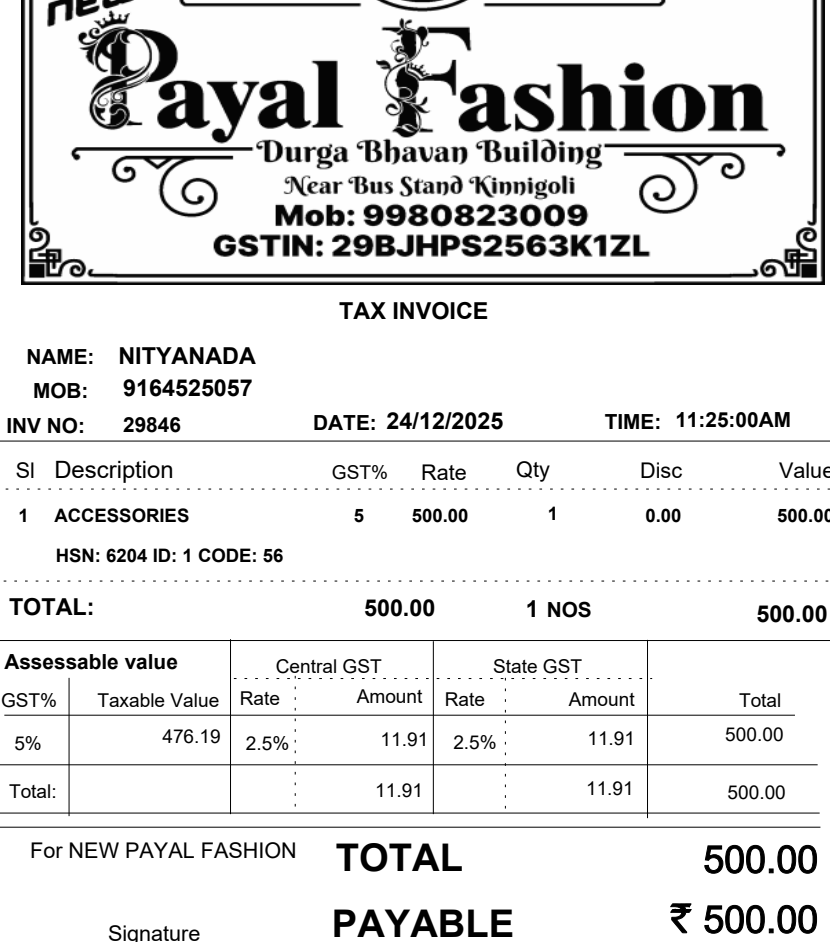 new
Payal Fashion
Durga Bhavan Building
Near Bus Stand Kinnigoli
Mob: 9980823009
GSTIN: 29BJHPS2563K1ZL
TAX INVOICE
NAME: NITYANADA
MOB: 9164525057
INV NO: 29846 DATE: 24/12/2025 TIME: 11:25:00AM
Sl Description GST% Rate Qty Disc Value
1 ACCESSORIES 5 500.00 1 0.00 500.00
HSN: 6204 ID: 1 CODE: 56
TOTAL: 500.00 1 NOS 500.00
Assessable value Central GST State GST
GST% Taxable Value Rate Amount Rate Amount Total
5% 476.19 2.5% 11.91 2.5% 11.91 500.00
Total: 11.91 11.91 500.00
For NEW PAYAL FASHION TOTAL 500.00
Signature PAYABLE ₹ 500.00